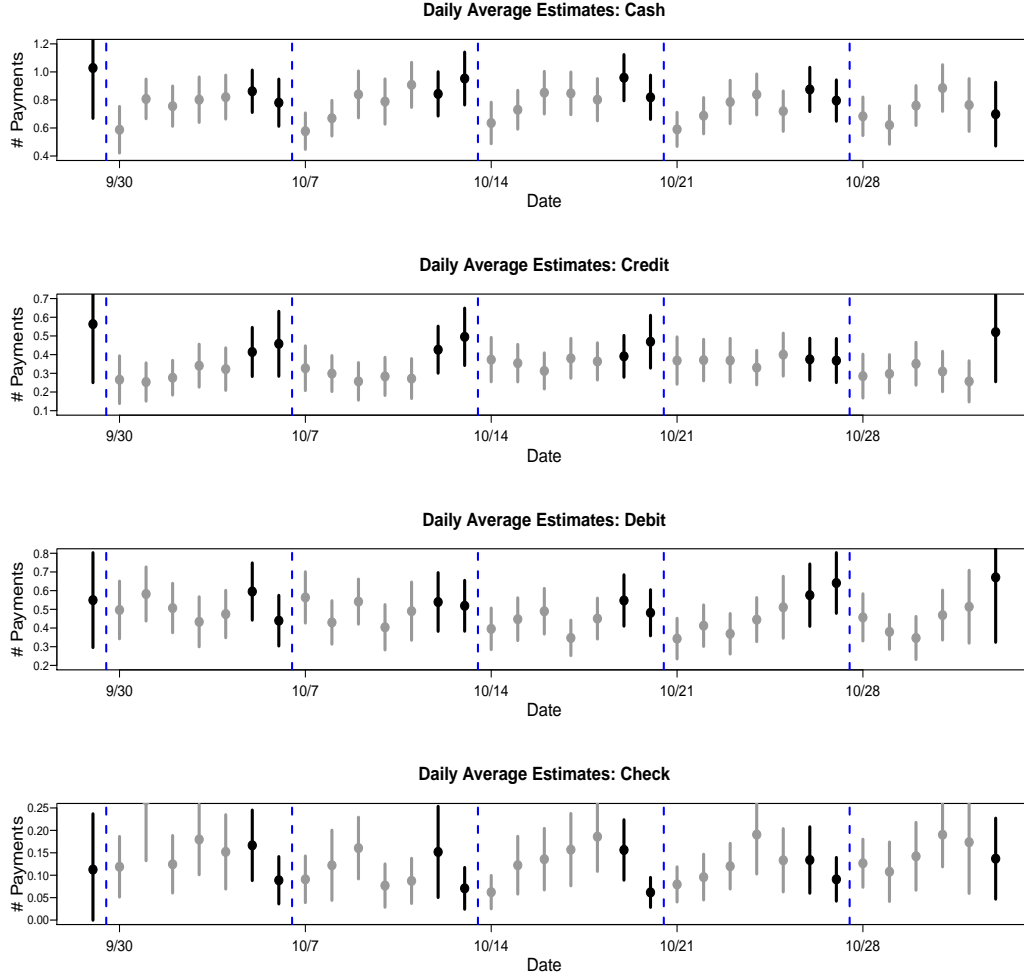 Daily Average Estimates: Cash
# Payments
1.2
1.0
0.8
0.6
0.4
9/30 10/7 10/14 10/21 10/28
Date
Daily Average Estimates: Credit
# Payments
0.7
0.6
0.5
0.4
0.3
0.2
0.1
9/30 10/7 10/14 10/21 10/28
Date
Daily Average Estimates: Debit
# Payments
0.8
0.7
0.6
0.5
0.4
0.3
0.2
9/30 10/7 10/14 10/21 10/28
Date
Daily Average Estimates: Check
# Payments
0.25
0.20
0.15
0.10
0.05
0.00
9/30 10/7 10/14 10/21 10/28
Date